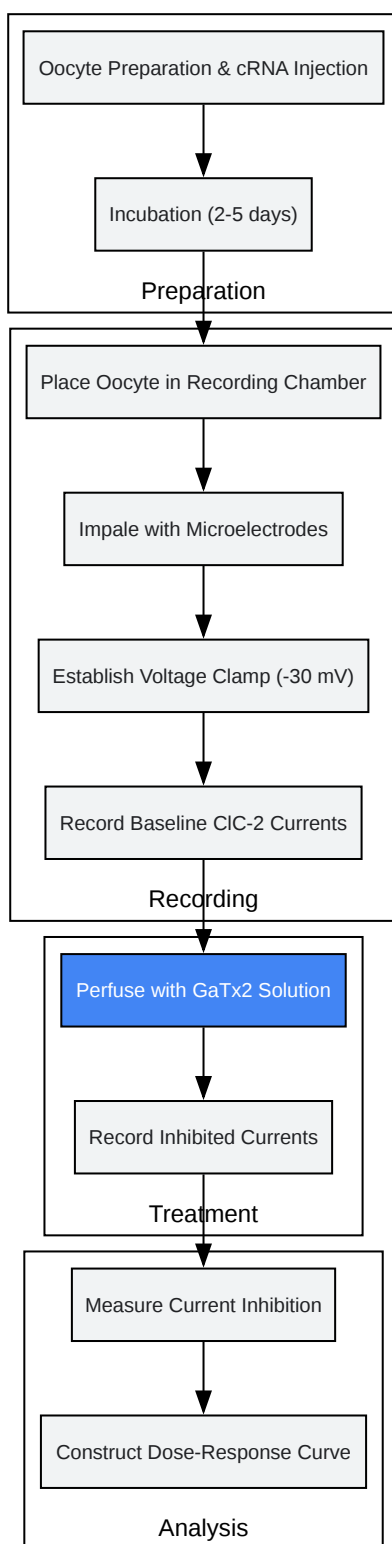 Oocyte Preparation & cRNA Injection
Incubation (2-5 days)
Preparation
Place Oocyte in Recording Chamber
Impale with Microelectrodes
Establish Voltage Clamp (-30 mV)
Record Baseline ClC-2 Currents
Recording
Perfuse with GaTx2 Solution
Record Inhibited Currents
Treatment
Measure Current Inhibition
Construct Dose-Response Curve
Analysis